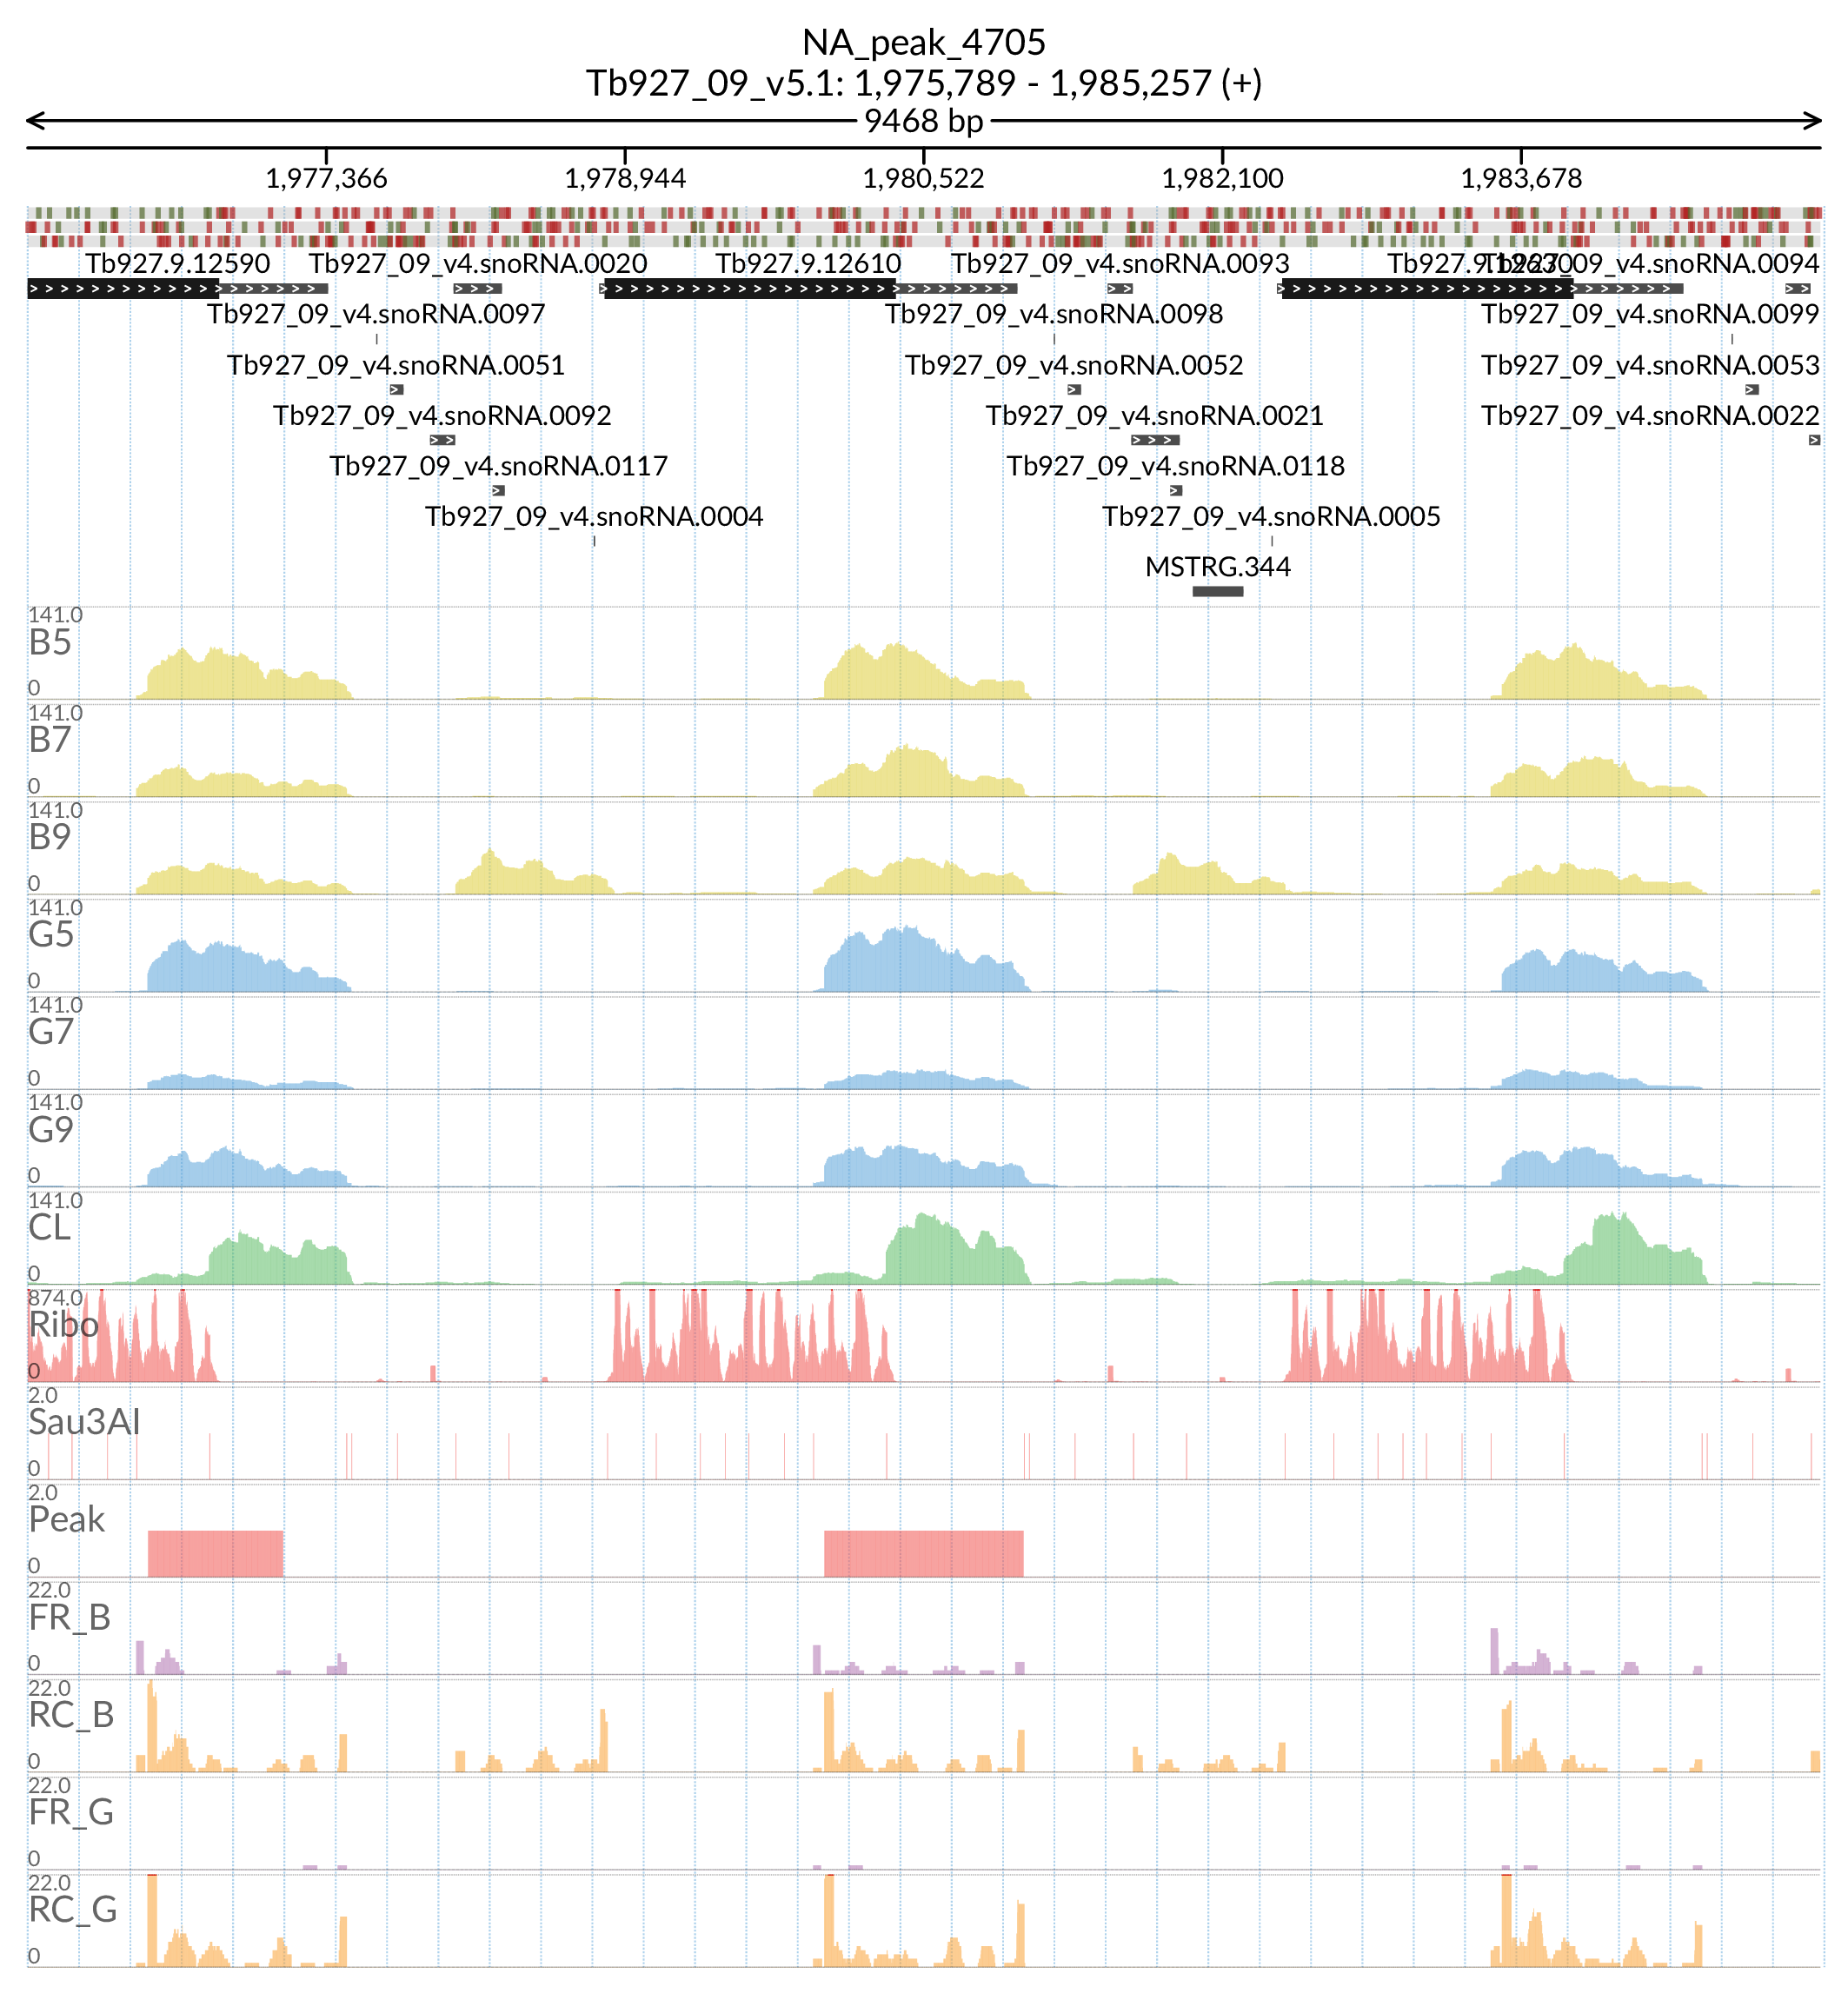 NA_peak_4705
Tb927_09_v5.1: 1,975,789 - 1,985,257 (+)
9468 bp
1,977,366 1,978,944 1,980,522 1,982,100 1,983,678
Tb927.9.12590 Tb927_09_v4.snoRNA.0020 Tb927.9.12610 Tb927_09_v4.snoRNA.0093 Tb927.9.12630 Tb927_09_v4.snoRNA.0094
Tb927_09_v4.snoRNA.0097 Tb927_09_v4.snoRNA.0098 Tb927_09_v4.snoRNA.0099
Tb927_09_v4.snoRNA.0051 Tb927_09_v4.snoRNA.0052 Tb927_09_v4.snoRNA.0053
Tb927_09_v4.snoRNA.0092 Tb927_09_v4.snoRNA.0021 Tb927_09_v4.snoRNA.0022
Tb927_09_v4.snoRNA.0117 Tb927_09_v4.snoRNA.0118
Tb927_09_v4.snoRNA.0004 Tb927_09_v4.snoRNA.0005
MSTRG.344
141.0
B5
0
141.0
B7
0
141.0
B9
0
141.0
G5
0
141.0
G7
0
141.0
G9
0
141.0
CL
0
874.0
Ribo
0
2.0
Sau3AI
0
2.0
Peak
0
22.0
FR_B
0
22.0
RC_B
0
22.0
FR_G
0
22.0
RC_G
0